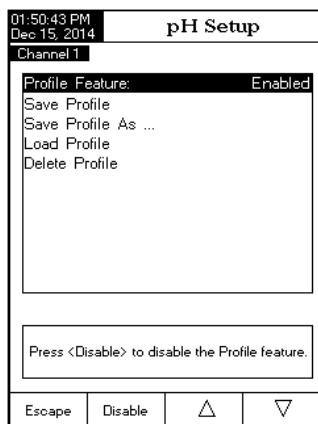 01:50:43 PM
Dec 15, 2014
pH Setup
Channel 1
Profile Feature: Enabled
Save Profile
Save Profile As ...
Load Profile
Delete Profile
Press <Disable> to disable the Profile feature.
Escape Disable △ ▽